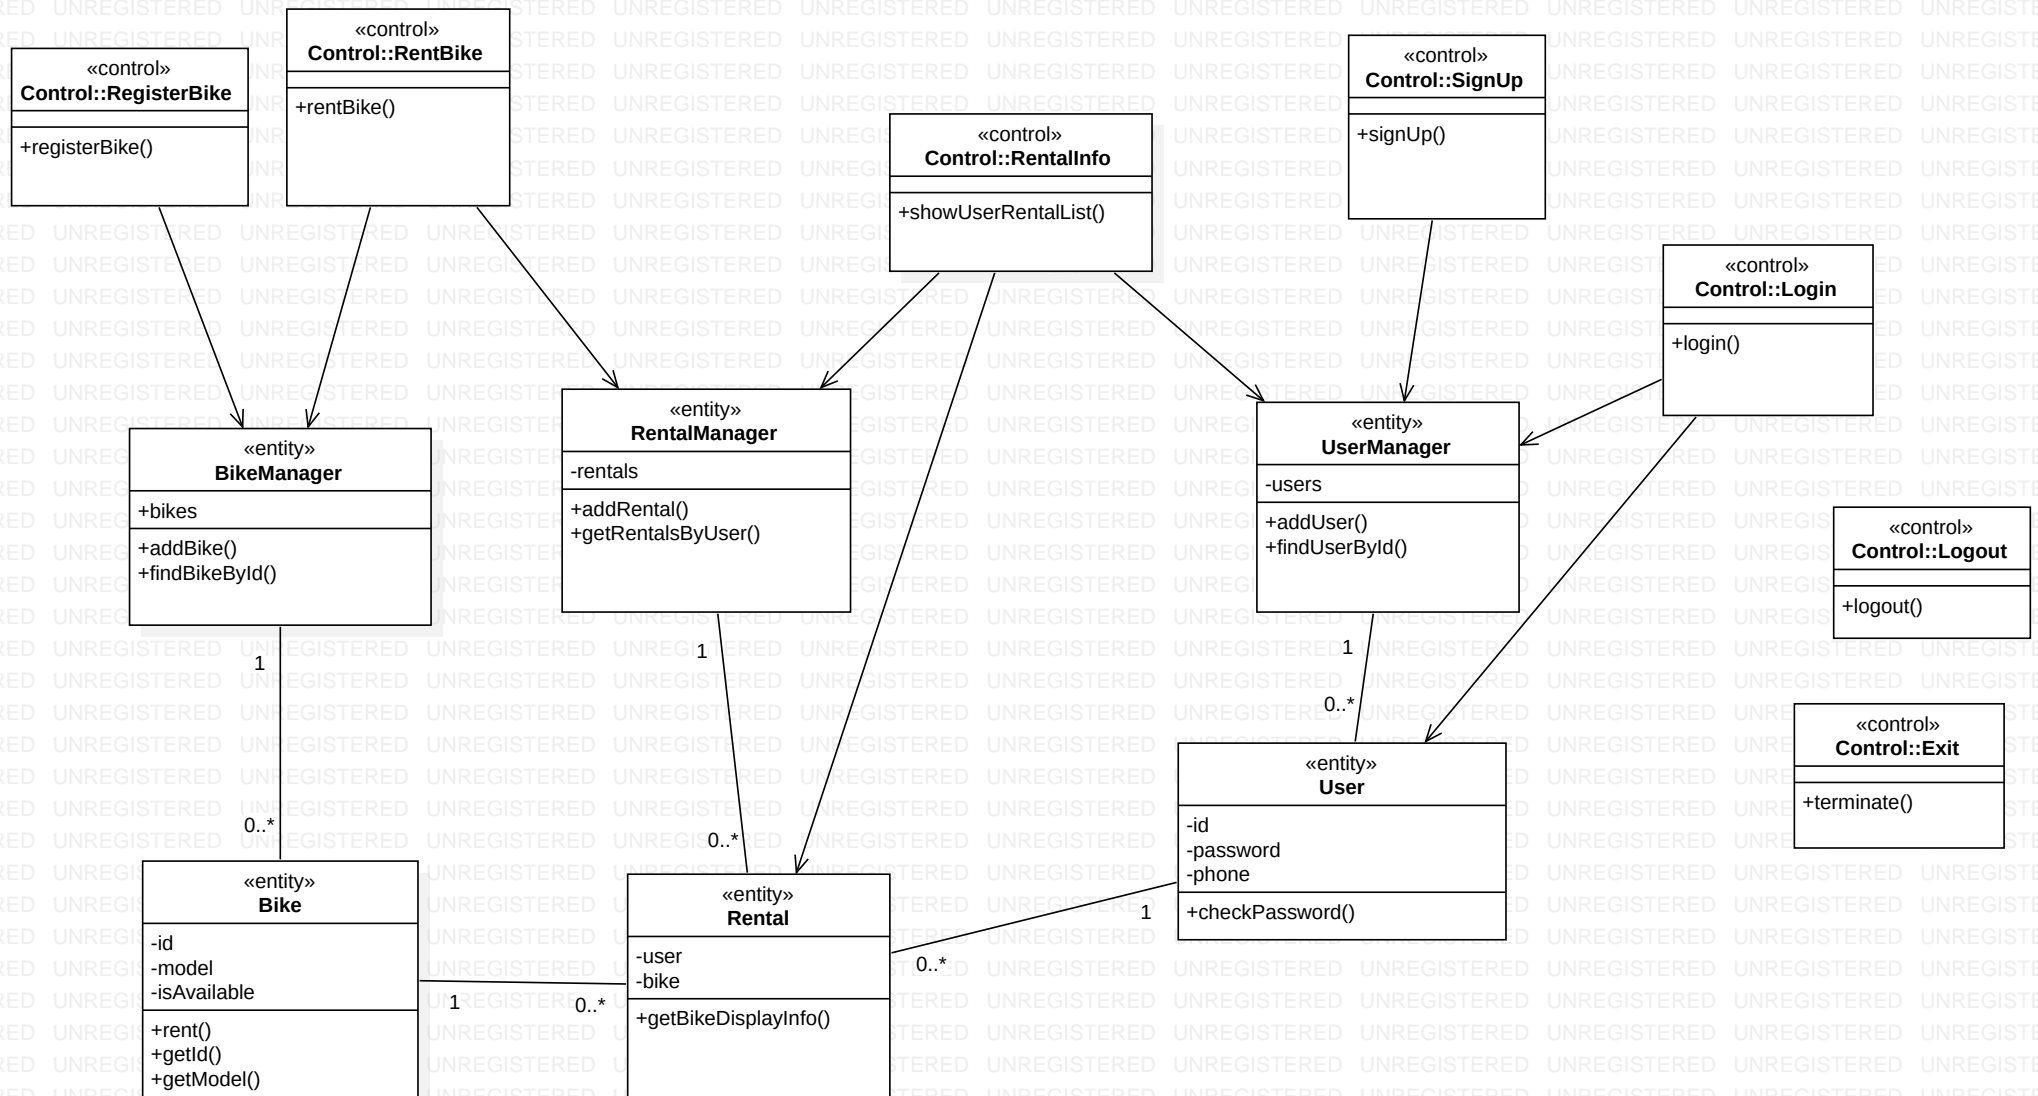 «control»
Control::RegisterBike
+registerBike()
«control»
Control::RentBike
+rentBike()
«control»
Control::RentalInfo
+showUserRentalList()
«control»
Control::SignUp
+signUp()
«control»
Control::Login
+login()
«entity»
BikeManager
+bikes
+addBike()
+findBikeById()
«entity»
RentalManager
-rentals
+addRental()
+getRentalsByUser()
«entity»
UserManager
-users
+addUser()
+findUserById()
«control»
Control::Logout
+logout()
«control»
Control::Exit
+terminate()
1
0..*
1
0..*
1
0..*
«entity»
Bike
-id
-model
-isAvailable
+rent()
+getId()
+getModel()
1
0..*
«entity»
Rental
-user
-bike
+getBikeDisplayInfo()
0..*
1
«entity»
User
-id
-password
-phone
+checkPassword()
UNREGISTERED